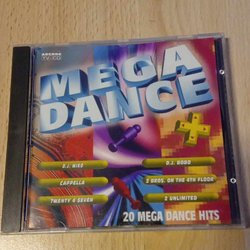 ARCADE
TV-CD
MEGA
DANCE
+
D.J. NIKO
D.J. BOBO
CAPPELLA
2 BROS. ON THE 4TH FLOOR
TWENTY 4 SEVEN
2 UNLIMITED
20 MEGA DANCE HITS